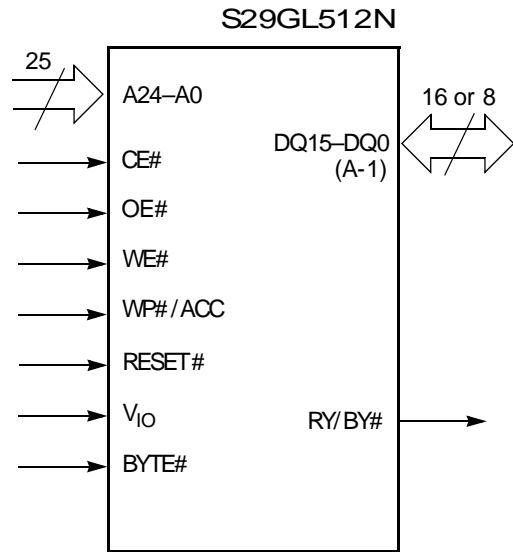 S29GL512N
25
A24–A0
16 or 8
CE#
DQ15–DQ0
(A-1)
OE#
WE#
WP#/ACC
RESET#
VIO
RY/BY#
BYTE#